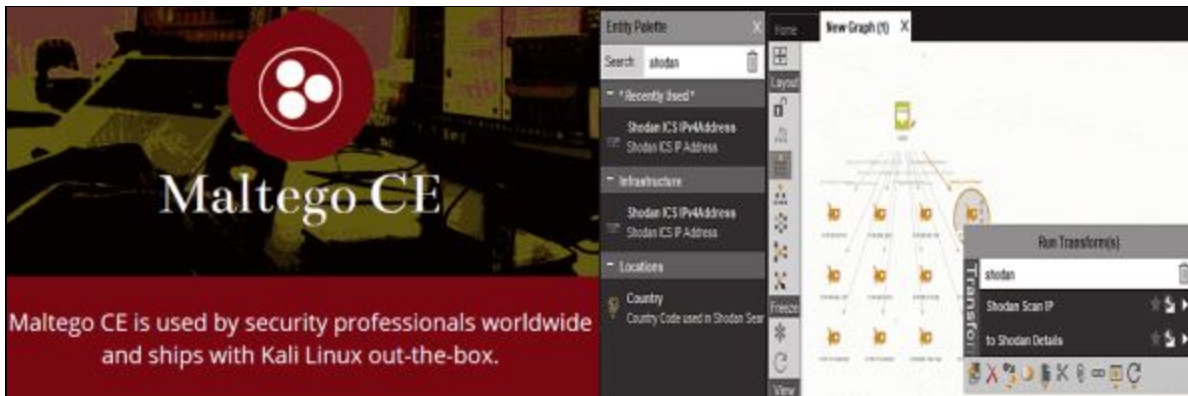 Maltego CE
Maltego CE is used by security professionals worldwide
and ships with Kali Linux out-the-box.
Entity Palette
Search: shodan
*Recently Used*
Shodan ICS IPv4Address
Shodan ICS IP Address
Infrastructure
Shodan ICS IPv4Address
Shodan ICS IP Address
Locations
Country
Country Code used in Shodan Sear
Home
New Graph (1) X
Layout
Freeze
View
Run Transform(s)
Transfor
shodan
Shodan Scan IP
to Shodan Details